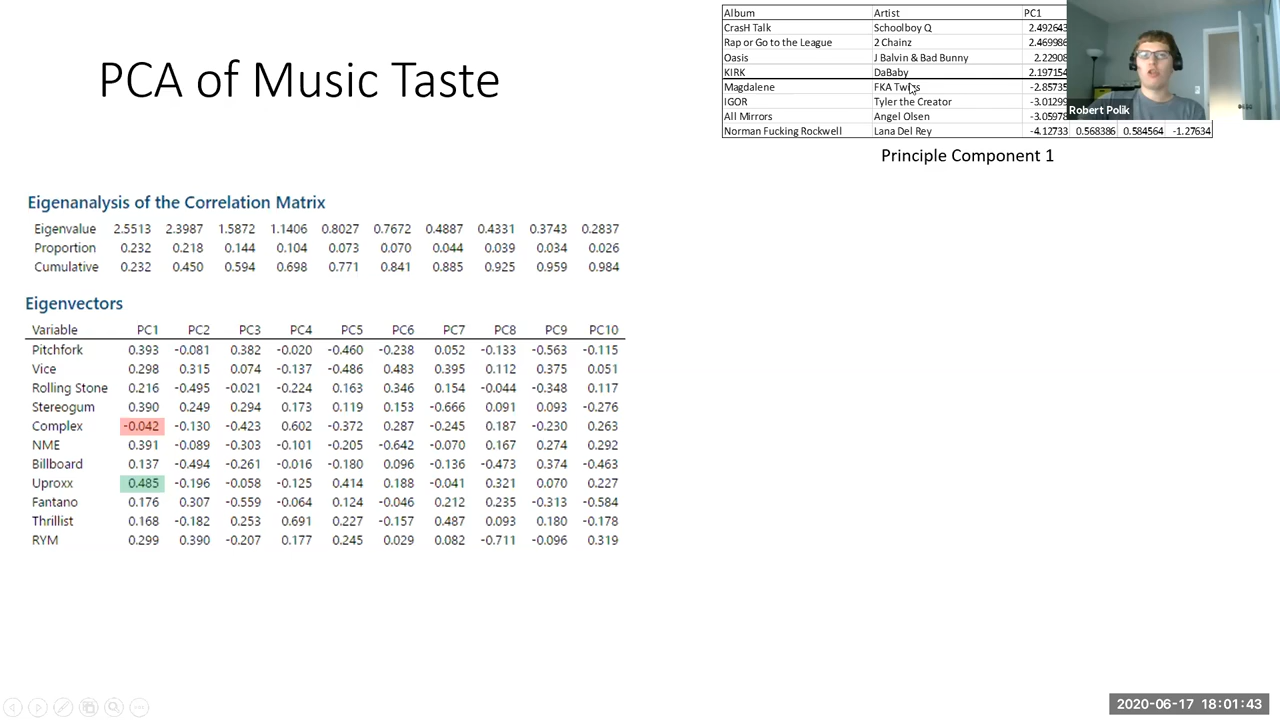 PCA of Music Taste
Album Artist PC1
CrasH Talk Schoolboy Q 2.492643
Rap or Go to the League 2 Chainz 2.469986
Oasis J Balvin & Bad Bunny 2.22908
KIRK DaBaby 2.197154
Magdalene FKA Twigs -2.85735
IGOR Tyler the Creator -3.01299
All Mirrors Angel Olsen -3.05978
Norman Fucking Rockwell Lana Del Rey -4.12733 0.568386 0.584564 -1.27634
Robert Polik
Principle Component 1
Eigenanalysis of the Correlation Matrix
Eigenvalue 2.5513 2.3987 1.5872 1.1406 0.8027 0.7672 0.4887 0.4331 0.3743 0.2837
Proportion 0.232 0.218 0.144 0.104 0.073 0.070 0.044 0.039 0.034 0.026
Cumulative 0.232 0.450 0.594 0.698 0.771 0.841 0.885 0.925 0.959 0.984
Eigenvectors
Variable PC1 PC2 PC3 PC4 PC5 PC6 PC7 PC8 PC9 PC10
Pitchfork 0.393 -0.081 0.382 -0.020 -0.460 -0.238 0.052 -0.133 -0.563 -0.115
Vice 0.298 0.315 0.074 -0.137 -0.486 0.483 0.395 0.112 0.375 0.051
Rolling Stone 0.216 -0.495 -0.021 -0.224 0.163 0.346 0.154 -0.044 -0.348 0.117
Stereogum 0.390 0.249 0.294 0.173 0.119 0.153 -0.666 0.091 0.093 -0.276
Complex -0.042 -0.130 -0.423 0.602 -0.372 0.287 -0.245 0.187 -0.230 0.263
NME 0.391 -0.089 -0.303 -0.101 -0.205 -0.642 -0.070 0.167 0.274 0.292
Billboard 0.137 -0.494 -0.261 -0.016 -0.180 0.096 -0.136 -0.473 0.374 -0.463
Uproxx 0.485 -0.196 -0.058 -0.125 0.414 0.188 -0.041 0.321 0.070 0.227
Fantano 0.176 0.307 -0.559 -0.064 0.124 -0.046 0.212 0.235 -0.313 -0.584
Thrillist 0.168 -0.182 0.253 0.691 0.227 -0.157 0.487 0.093 0.180 -0.178
RYM 0.299 0.390 -0.207 0.177 0.245 0.029 0.082 -0.711 -0.096 0.319
2020-06-17 18:01:43